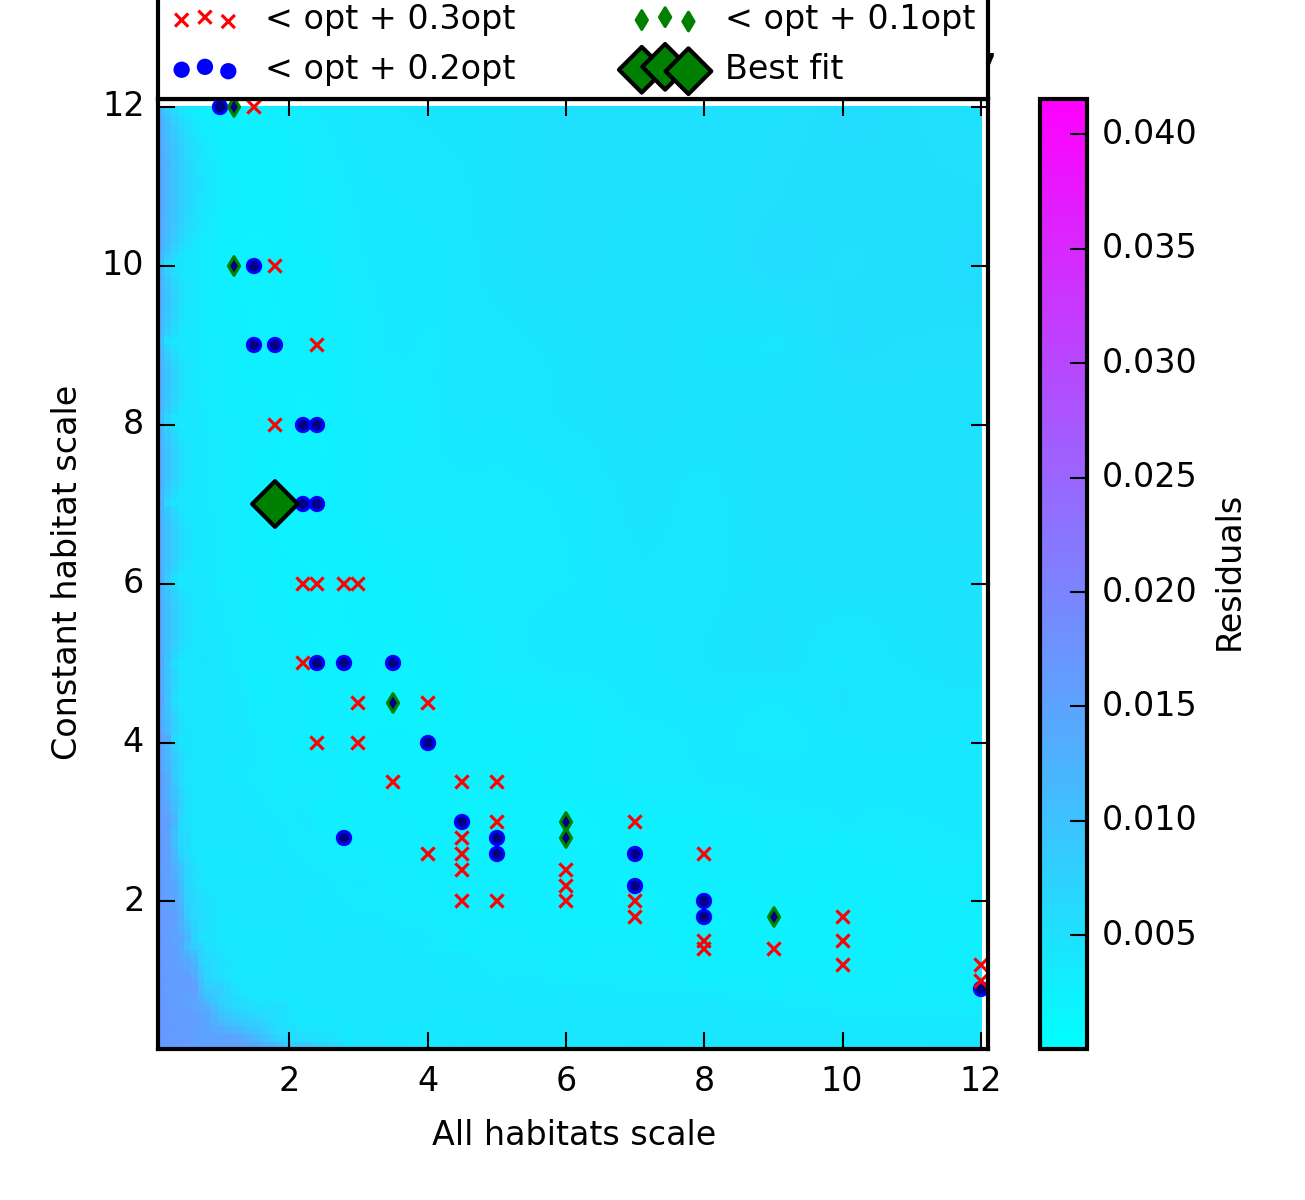 < opt + 0.3opt < opt + 0.1opt
< opt + 0.2opt Best fit
12
10
8
6
4
2
Constant habitat scale
2 4 6 8 10 12
All habitats scale
0.040
0.035
0.030
0.025
0.020
0.015
0.010
0.005
Residuals